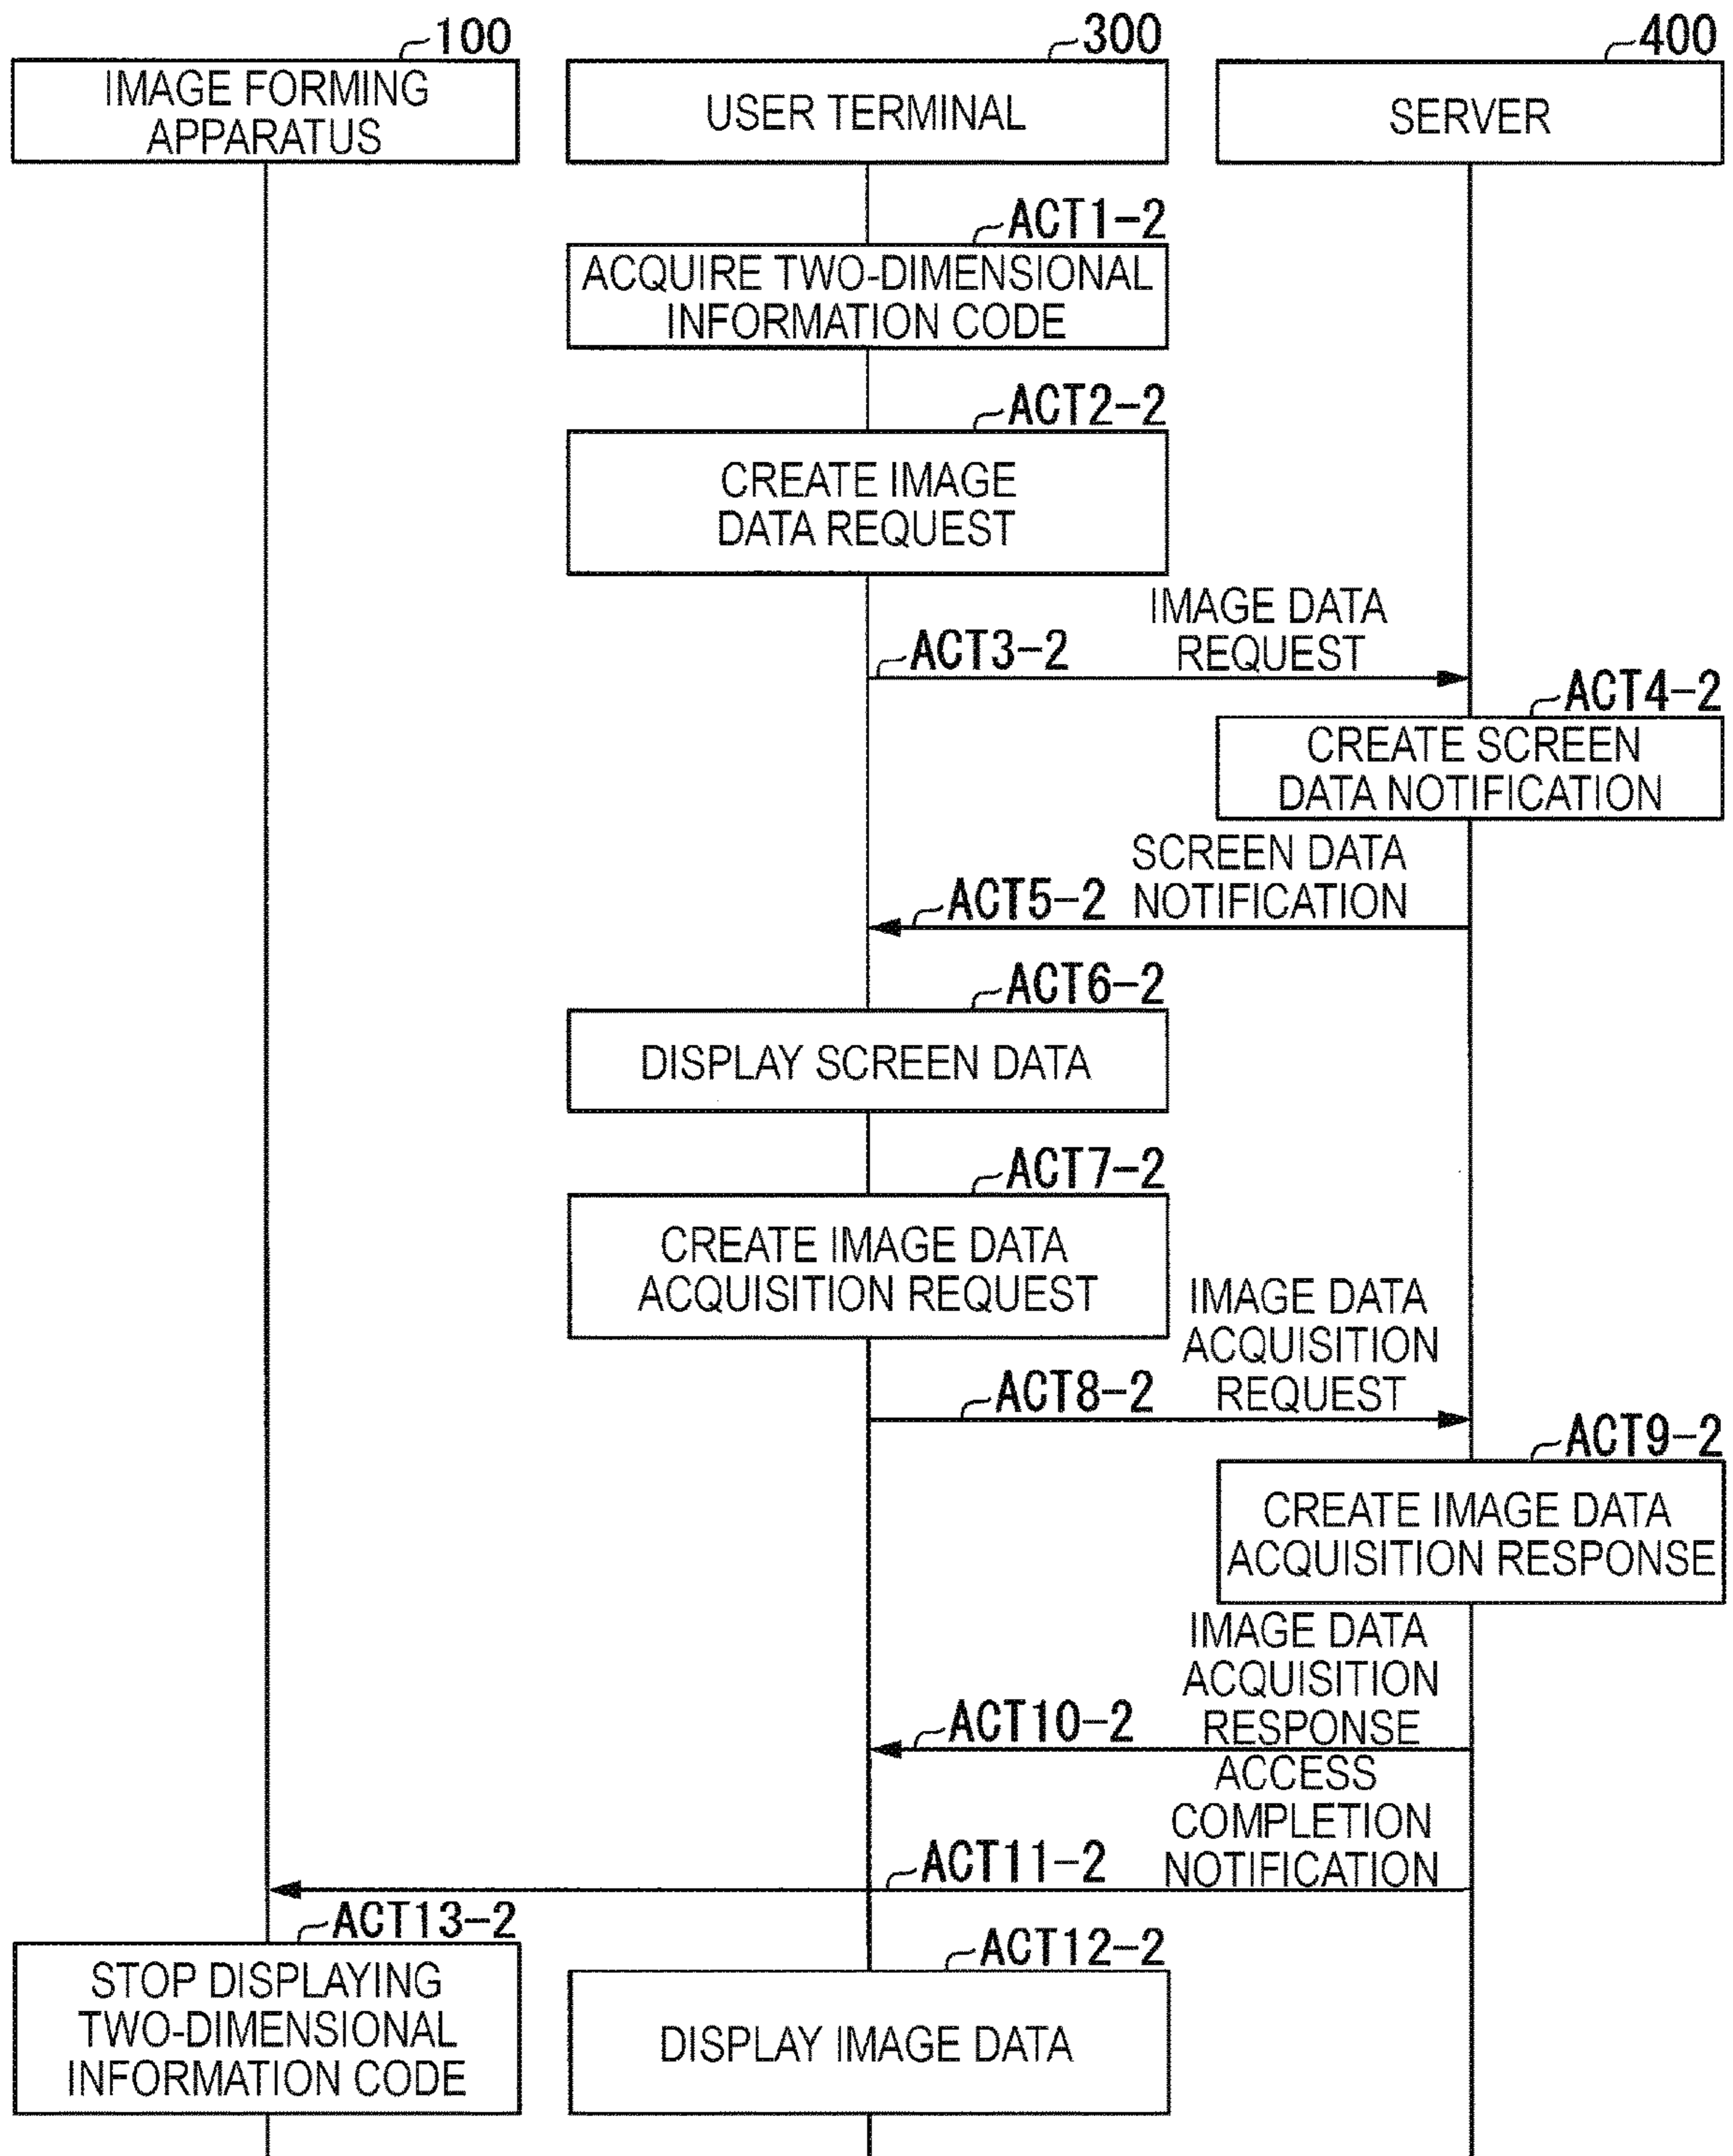 100
IMAGE FORMING
APPARATUS
300
USER TERMINAL
400
SERVER
ACT1-2
ACQUIRE TWO-DIMENSIONAL
INFORMATION CODE
ACT2-2
CREATE IMAGE
DATA REQUEST
IMAGE DATA
REQUEST
ACT3-2
ACT4-2
CREATE SCREEN
DATA NOTIFICATION
SCREEN DATA
NOTIFICATION
ACT5-2
ACT6-2
DISPLAY SCREEN DATA
ACT7-2
CREATE IMAGE DATA
ACQUISITION REQUEST
IMAGE DATA
ACQUISITION
REQUEST
ACT8-2
ACT9-2
CREATE IMAGE DATA
ACQUISITION RESPONSE
IMAGE DATA
ACQUISITION
RESPONSE
ACT10-2
ACCESS
COMPLETION
NOTIFICATION
ACT11-2
ACT13-2
STOP DISPLAYING
TWO-DIMENSIONAL
INFORMATION CODE
ACT12-2
DISPLAY IMAGE DATA